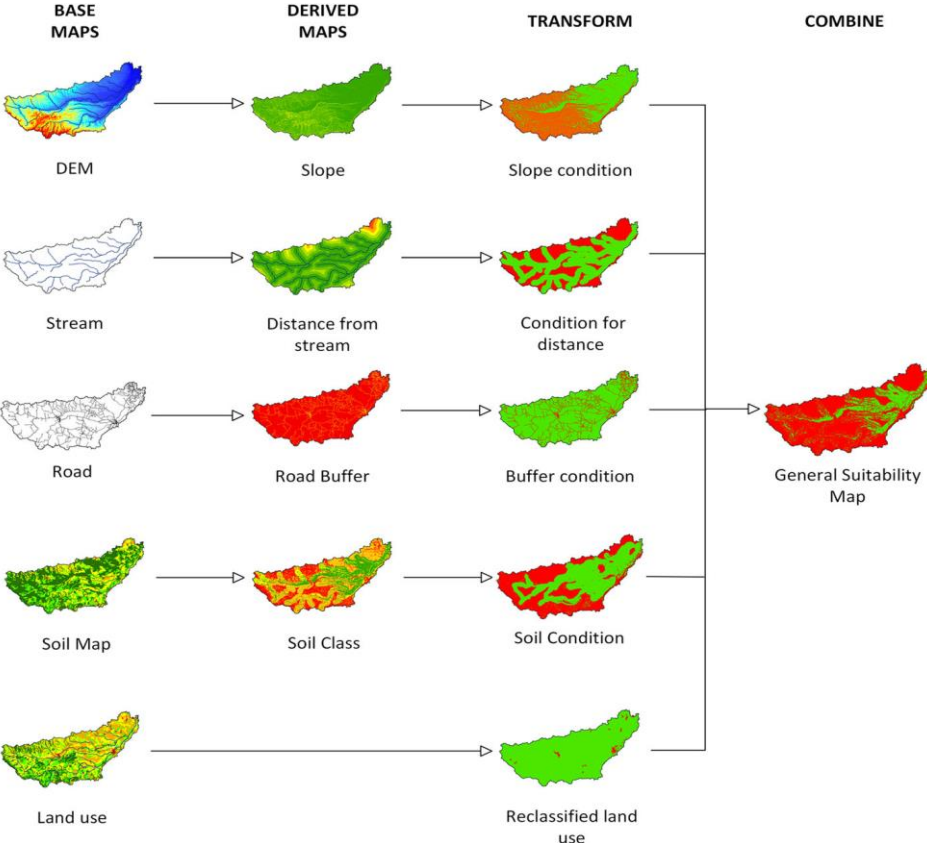 BASE
MAPS
DERIVED
MAPS
TRANSFORM
COMBINE
DEM
Slope
Slope condition
Stream
Distance from
stream
Condition for
distance
Road
Road Buffer
Buffer condition
General Suitability
Map
Soil Map
Soil Class
Soil Condition
Land use
Reclassified land
use